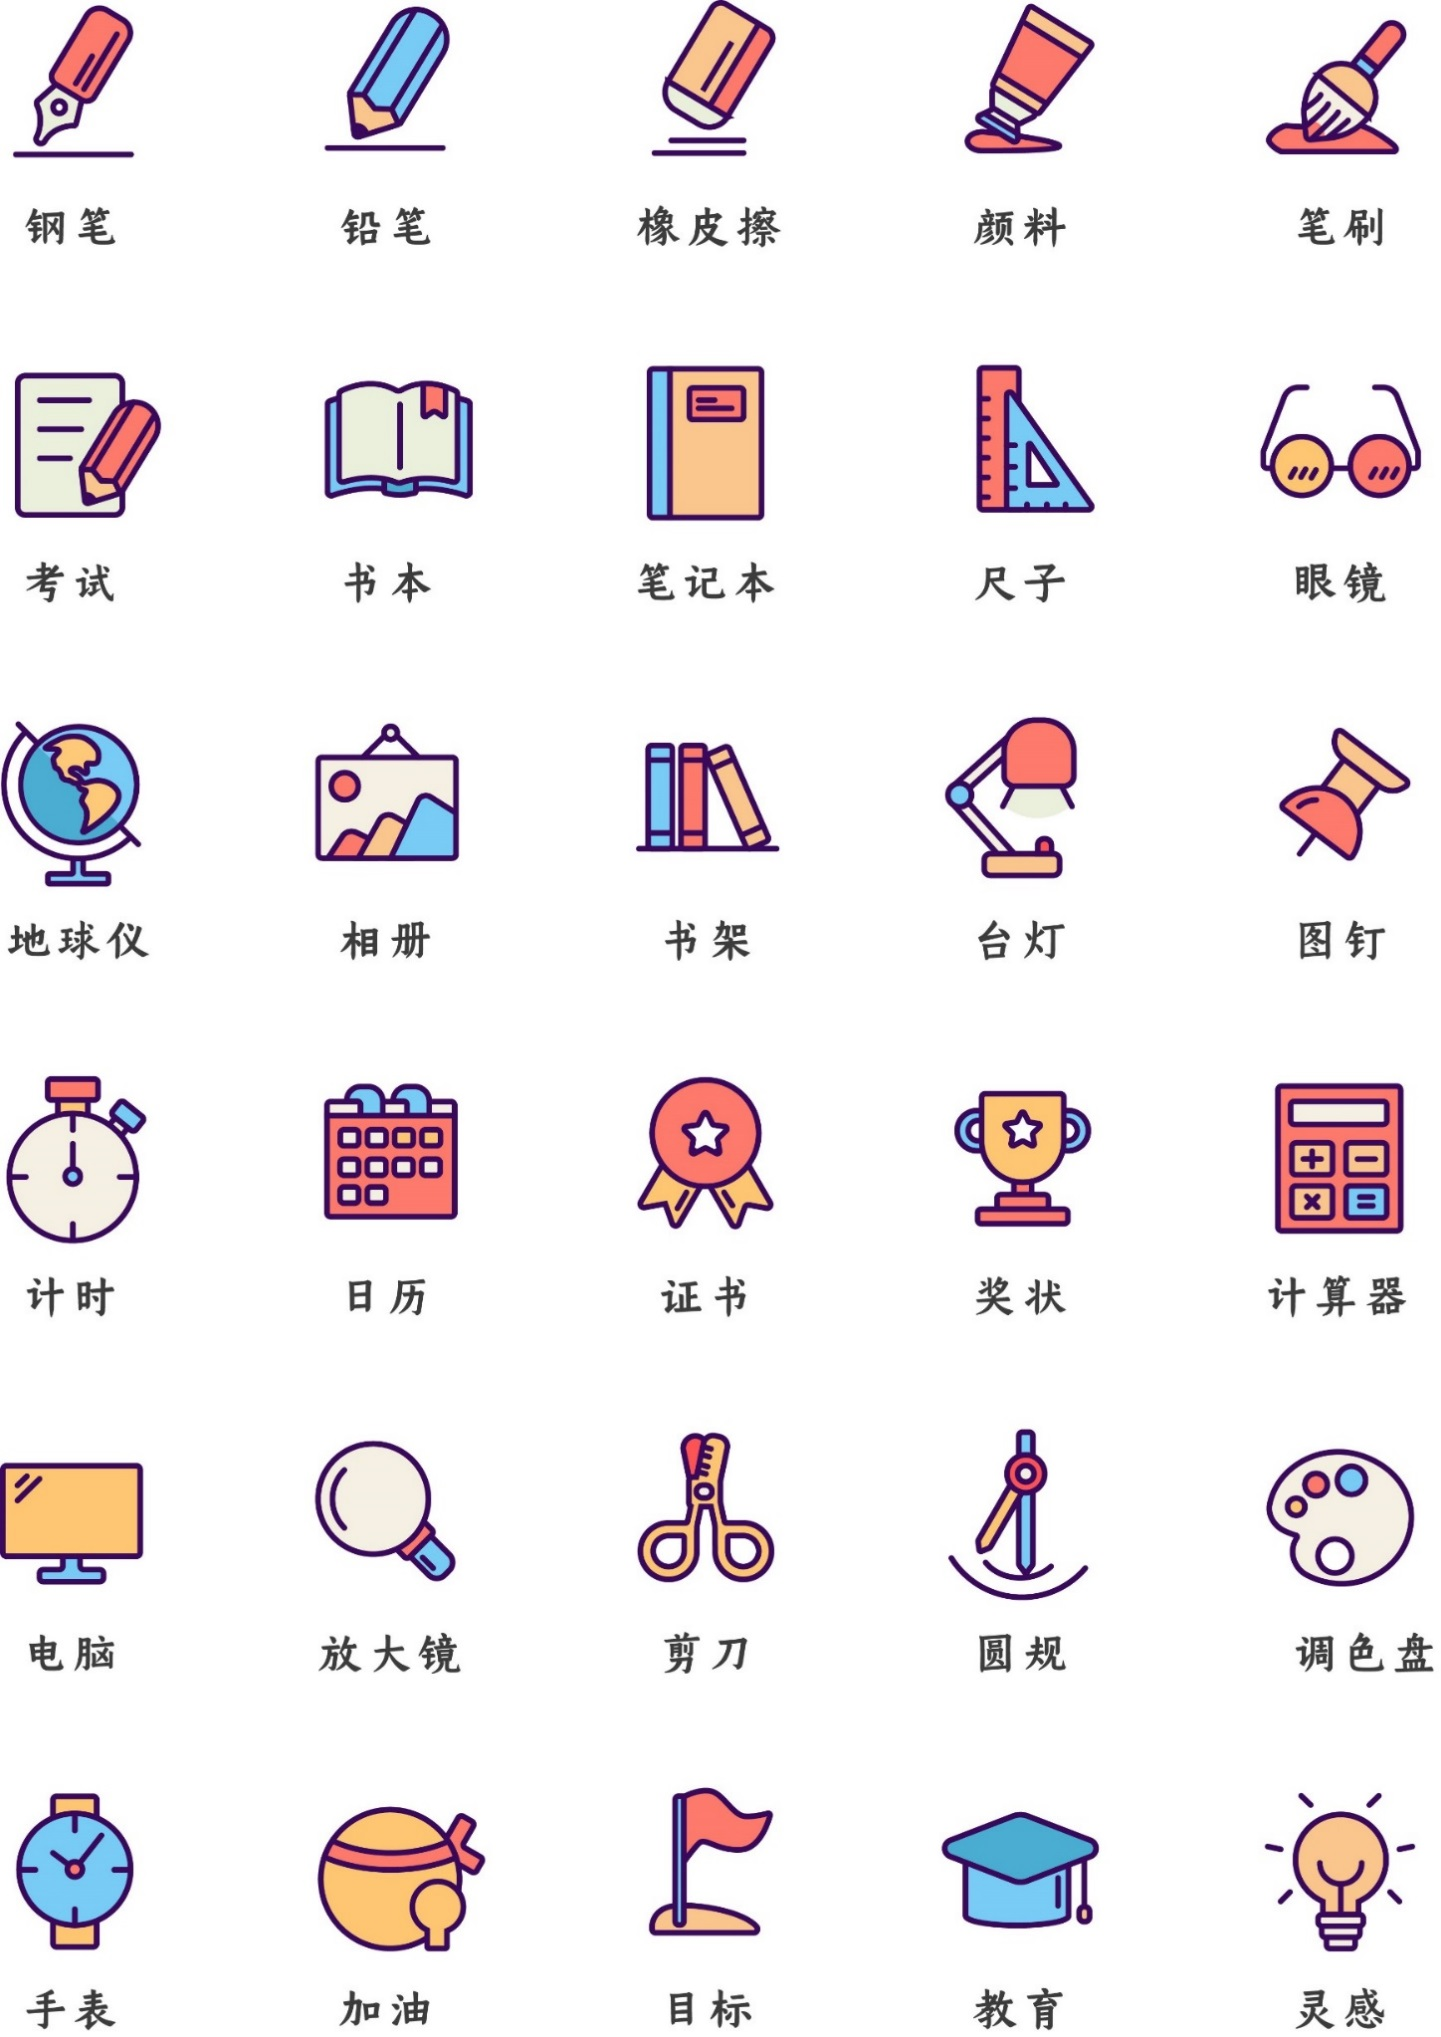 钢笔 铅笔 橡皮擦 颜料 笔刷
考试 书本 笔记本 尺子 眼镜
地球仪 相册 书架 台灯 图钉
计时 日历 证书 奖状 计算器
电脑 放大镜 剪刀 圆规 调色盘
手表 加油 目标 教育 灵感